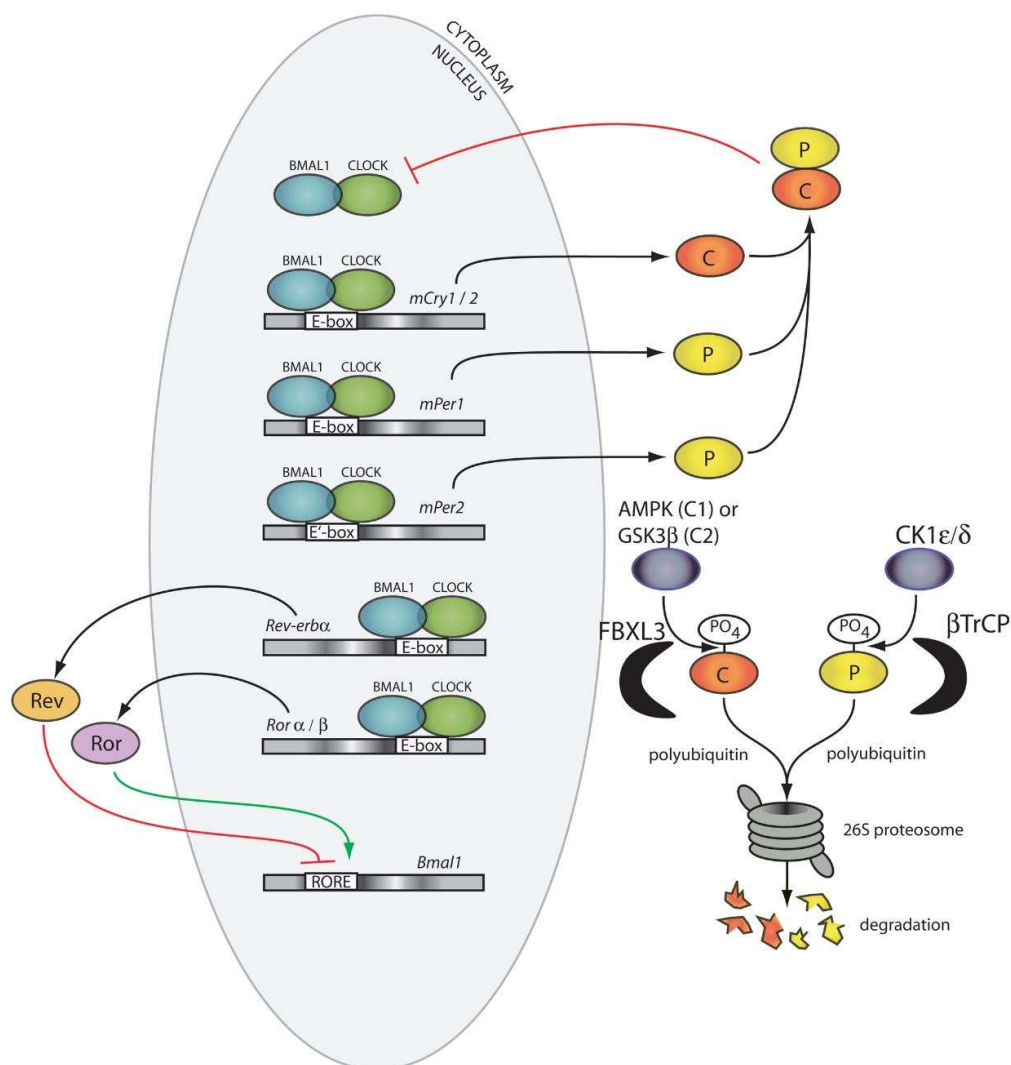 CYTOPLASM
NUCLEUS
BMAL1 CLOCK
P
C
BMAL1 CLOCK
mCry1 / 2
E-box
C
BMAL1 CLOCK
mPer1
E-box
P
BMAL1 CLOCK
mPer2
E'-box
P
AMPK (C1) or
GSK3β (C2)
CK1ε/δ
BMAL1 CLOCK
Rev-erbα
E-box
FBXL3
PO4
C
PO4
P
βTrCP
Rev
Ror
BMAL1 CLOCK
Ror α / β
E-box
polyubiquitin
polyubiquitin
26S proteosome
Bmal1
RORE
degradation